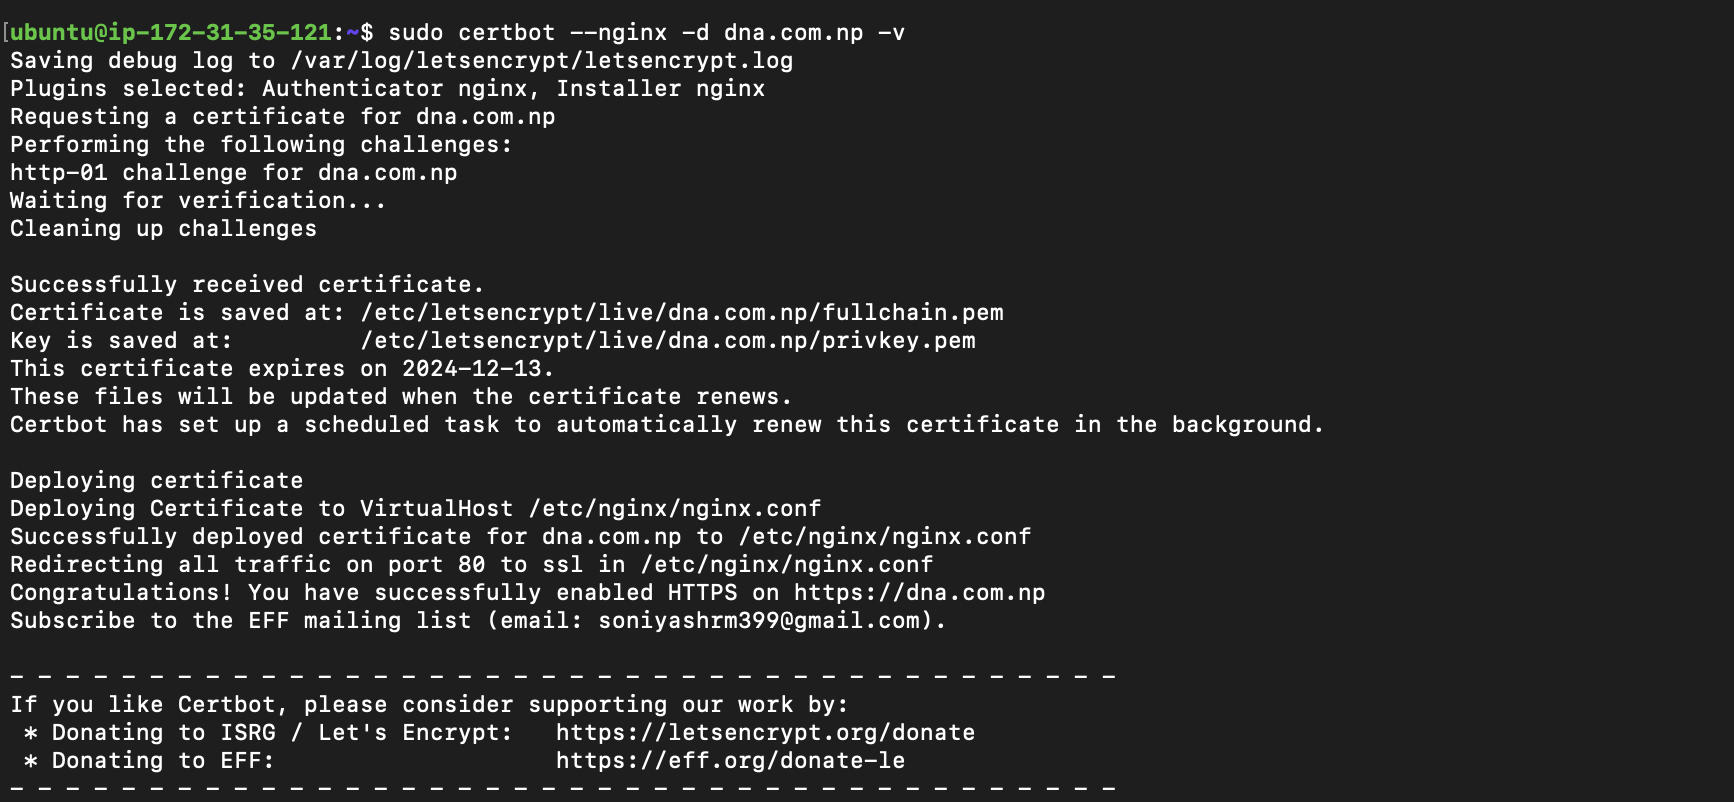 [ubuntu@ip-172-31-35-121:~$ sudo certbot --nginx -d dna.com.np -v
Saving debug log to /var/log/letsencrypt/letsencrypt.log
Plugins selected: Authenticator nginx, Installer nginx
Requesting a certificate for dna.com.np
Performing the following challenges:
http-01 challenge for dna.com.np
Waiting for verification...
Cleaning up challenges
Successfully received certificate.
Certificate is saved at: /etc/letsencrypt/live/dna.com.np/fullchain.pem
Key is saved at:         /etc/letsencrypt/live/dna.com.np/privkey.pem
This certificate expires on 2024-12-13.
These files will be updated when the certificate renews.
Certbot has set up a scheduled task to automatically renew this certificate in the background.
Deploying certificate
Deploying Certificate to VirtualHost /etc/nginx/nginx.conf
Successfully deployed certificate for dna.com.np to /etc/nginx/nginx.conf
Redirecting all traffic on port 80 to ssl in /etc/nginx/nginx.conf
Congratulations! You have successfully enabled HTTPS on https://dna.com.np
Subscribe to the EFF mailing list (email: soniyashrm399@gmail.com).
- - - - - - - - - - - - - - - - - - - - - - - - - - - - - - - - - - - - - - - -
If you like Certbot, please consider supporting our work by:
 * Donating to ISRG / Let's Encrypt:   https://letsencrypt.org/donate
 * Donating to EFF:                    https://eff.org/donate-le
- - - - - - - - - - - - - - - - - - - - - - - - - - - - - - - - - - - - - - - -